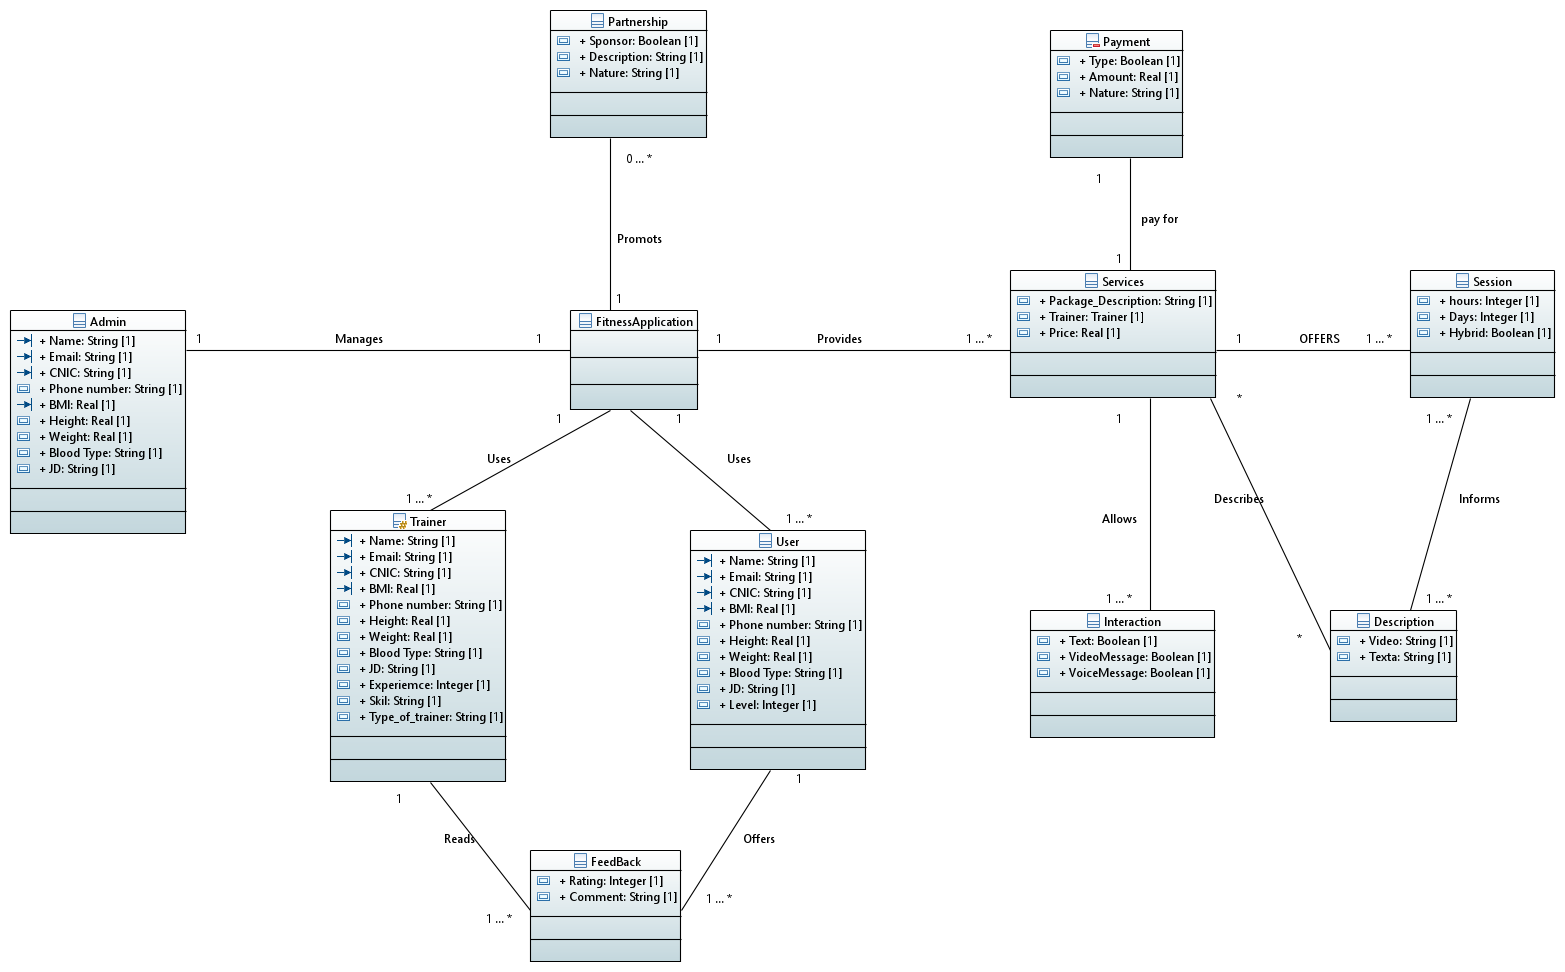 Partnership
+ Sponsor: Boolean [1]
+ Description: String [1]
+ Nature: String [1]
0 ... *
Promots
1
Payment
+ Type: Boolean [1]
+ Amount: Real [1]
+ Nature: String [1]
1
pay for
1
Admin
+ Name: String [1]
+ Email: String [1]
+ CNIC: String [1]
+ Phone number: String [1]
+ BMI: Real [1]
+ Height: Real [1]
+ Weight: Real [1]
+ Blood Type: String [1]
+ JD: String [1]
1
Manages
1
FitnessApplication
1
Provides
1 ... *
Services
+ Package_Description: String [1]
+ Trainer: Trainer [1]
+ Price: Real [1]
1
OFFERS
1 ... *
Session
+ hours: Integer [1]
+ Days: Integer [1]
+ Hybrid: Boolean [1]
1
Uses
1 ... *
1
Uses
1 ... *
1
Allows
1 ... *
*
Describes
*
1 ... *
Informs
1 ... *
Trainer
+ Name: String [1]
+ Email: String [1]
+ CNIC: String [1]
+ BMI: Real [1]
+ Phone number: String [1]
+ Height: Real [1]
+ Weight: Real [1]
+ Blood Type: String [1]
+ JD: String [1]
+ Experiemce: Integer [1]
+ Skil: String [1]
+ Type_of_trainer: String [1]
User
+ Name: String [1]
+ Email: String [1]
+ CNIC: String [1]
+ BMI: Real [1]
+ Phone number: String [1]
+ Height: Real [1]
+ Weight: Real [1]
+ Blood Type: String [1]
+ JD: String [1]
+ Level: Integer [1]
Interaction
+ Text: Boolean [1]
+ VideoMessage: Boolean [1]
+ VoiceMessage: Boolean [1]
Description
+ Video: String [1]
+ Texta: String [1]
1
Reads
1 ... *
1
Offers
1 ... *
FeedBack
+ Rating: Integer [1]
+ Comment: String [1]